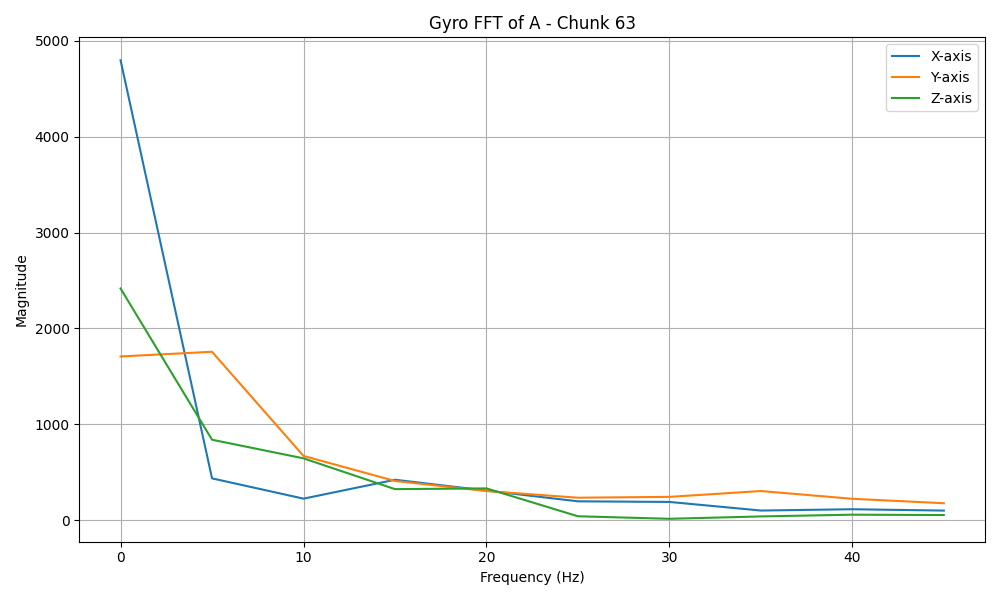 Gyro FFT of A - Chunk 63
X-axis
Y-axis
Z-axis
5000
4000
3000
2000
1000
0
Magnitude
0 10 20 30 40
Frequency (Hz)